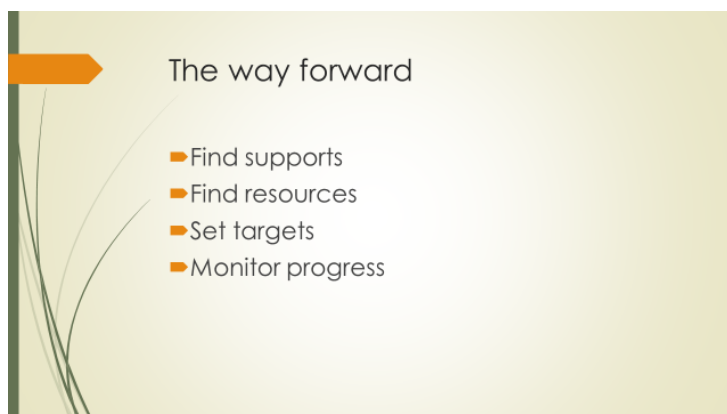 The way forward
Find supports
Find resources
Set targets
Monitor progress